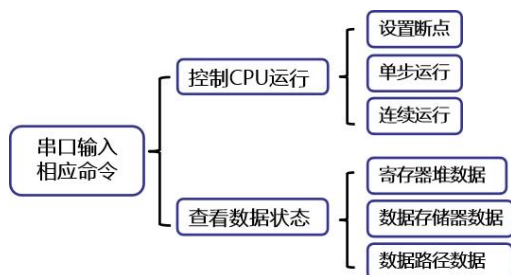 串口输入
相应命令
控制CPU运行
设置断点
单步运行
连续运行
查看数据状态
寄存器堆数据
数据存储器数据
数据路径数据